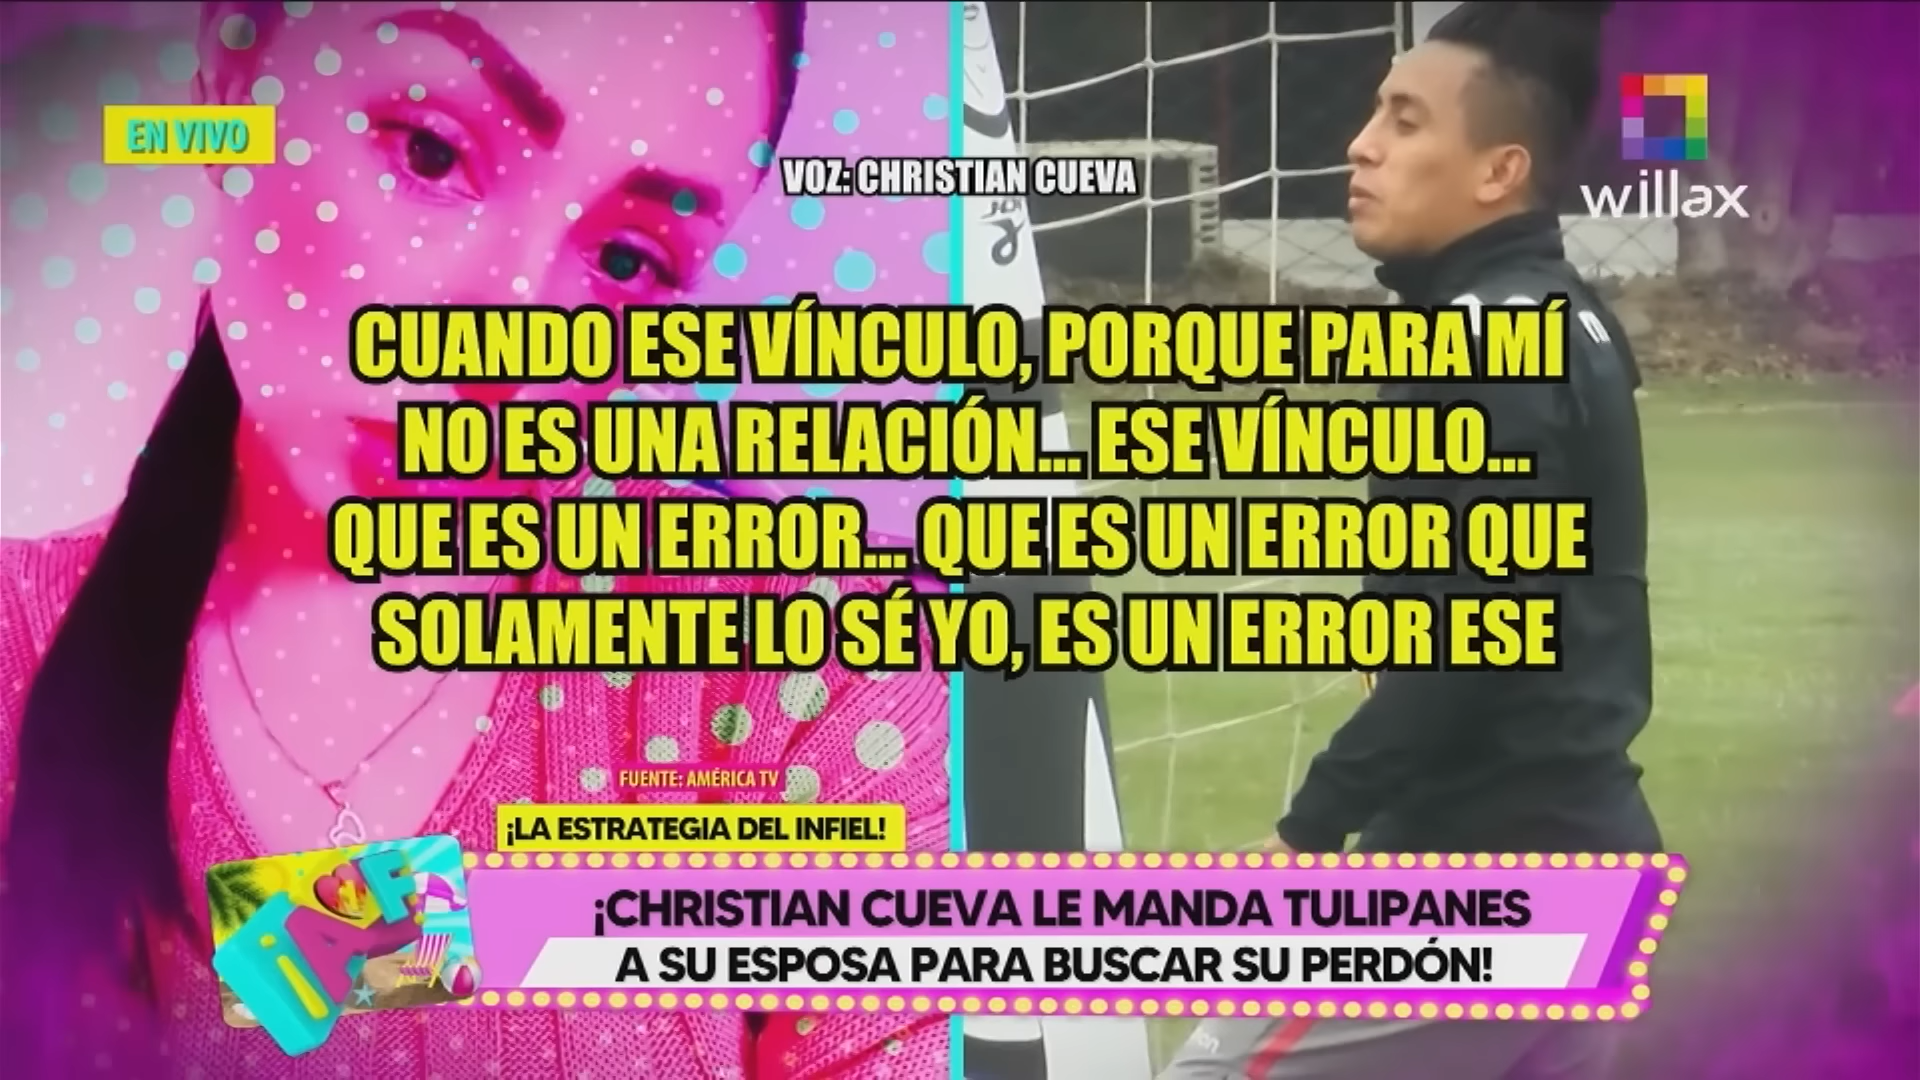 EN VIVO
willax
VOZ: CHRISTIAN CUEVA
CUANDO ESE VÍNCULO, PORQUE PARA MÍ
NO ES UNA RELACIÓN... ESE VÍNCULO...
QUE ES UN ERROR... QUE ES UN ERROR QUE
SOLAMENTE LO SÉ YO, ES UN ERROR ESE
FUENTE: AMÉRICA TV
¡LA ESTRATEGIA DEL INFIEL!
¡CHRISTIAN CUEVA LE MANDA TULIPANES
A SU ESPOSA PARA BUSCAR SU PERDÓN!